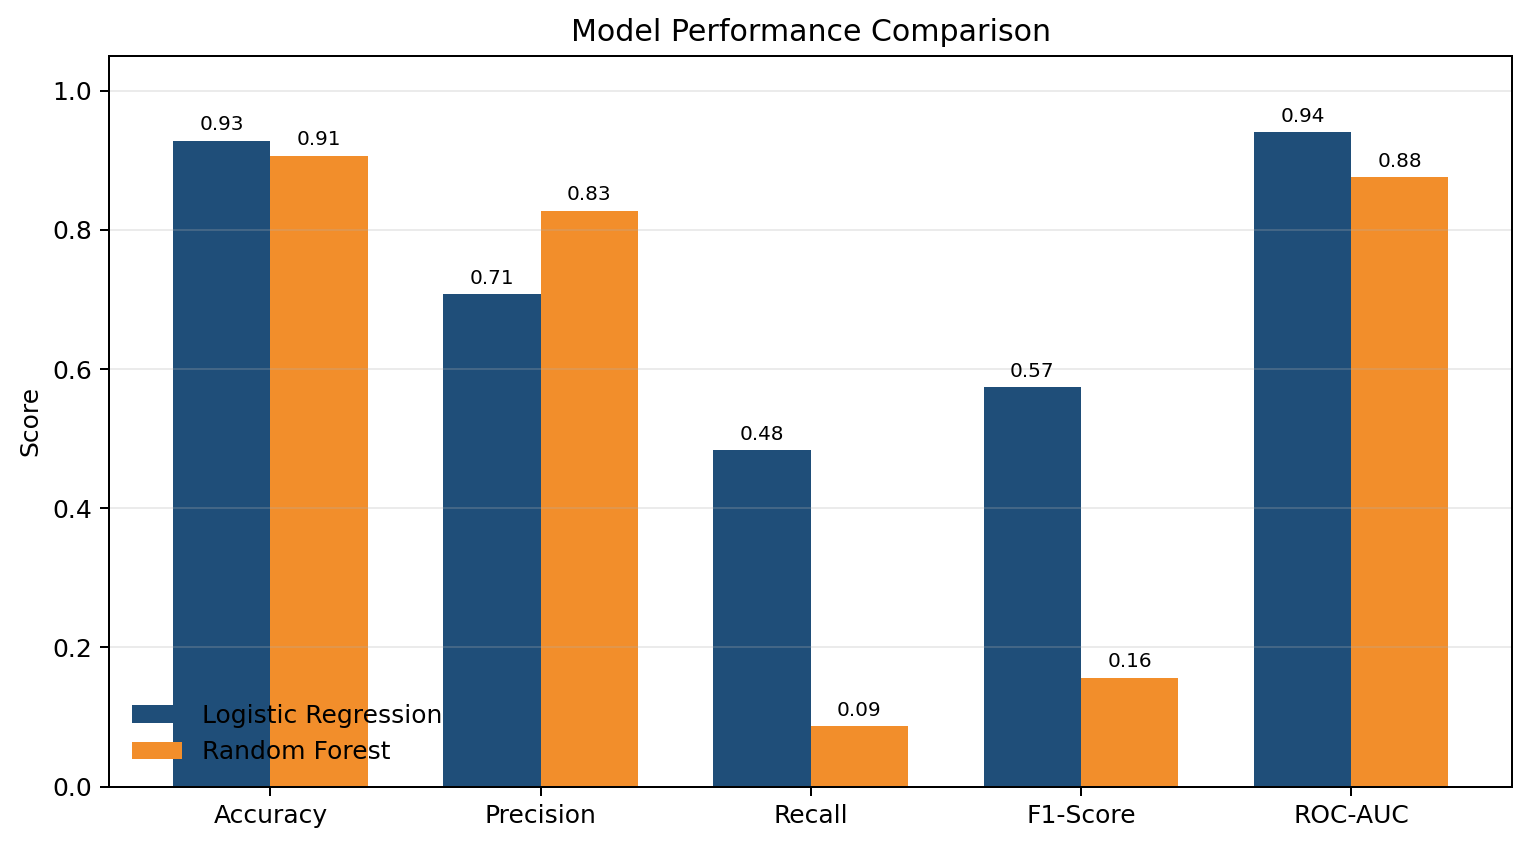 Model Performance Comparison
Score
1.0
0.8
0.6
0.4
0.2
0.0
0.93
0.91
0.71
0.83
0.48
0.09
0.57
0.16
0.94
0.88
Logistic Regression
Random Forest
Accuracy
Precision
Recall
F1-Score
ROC-AUC